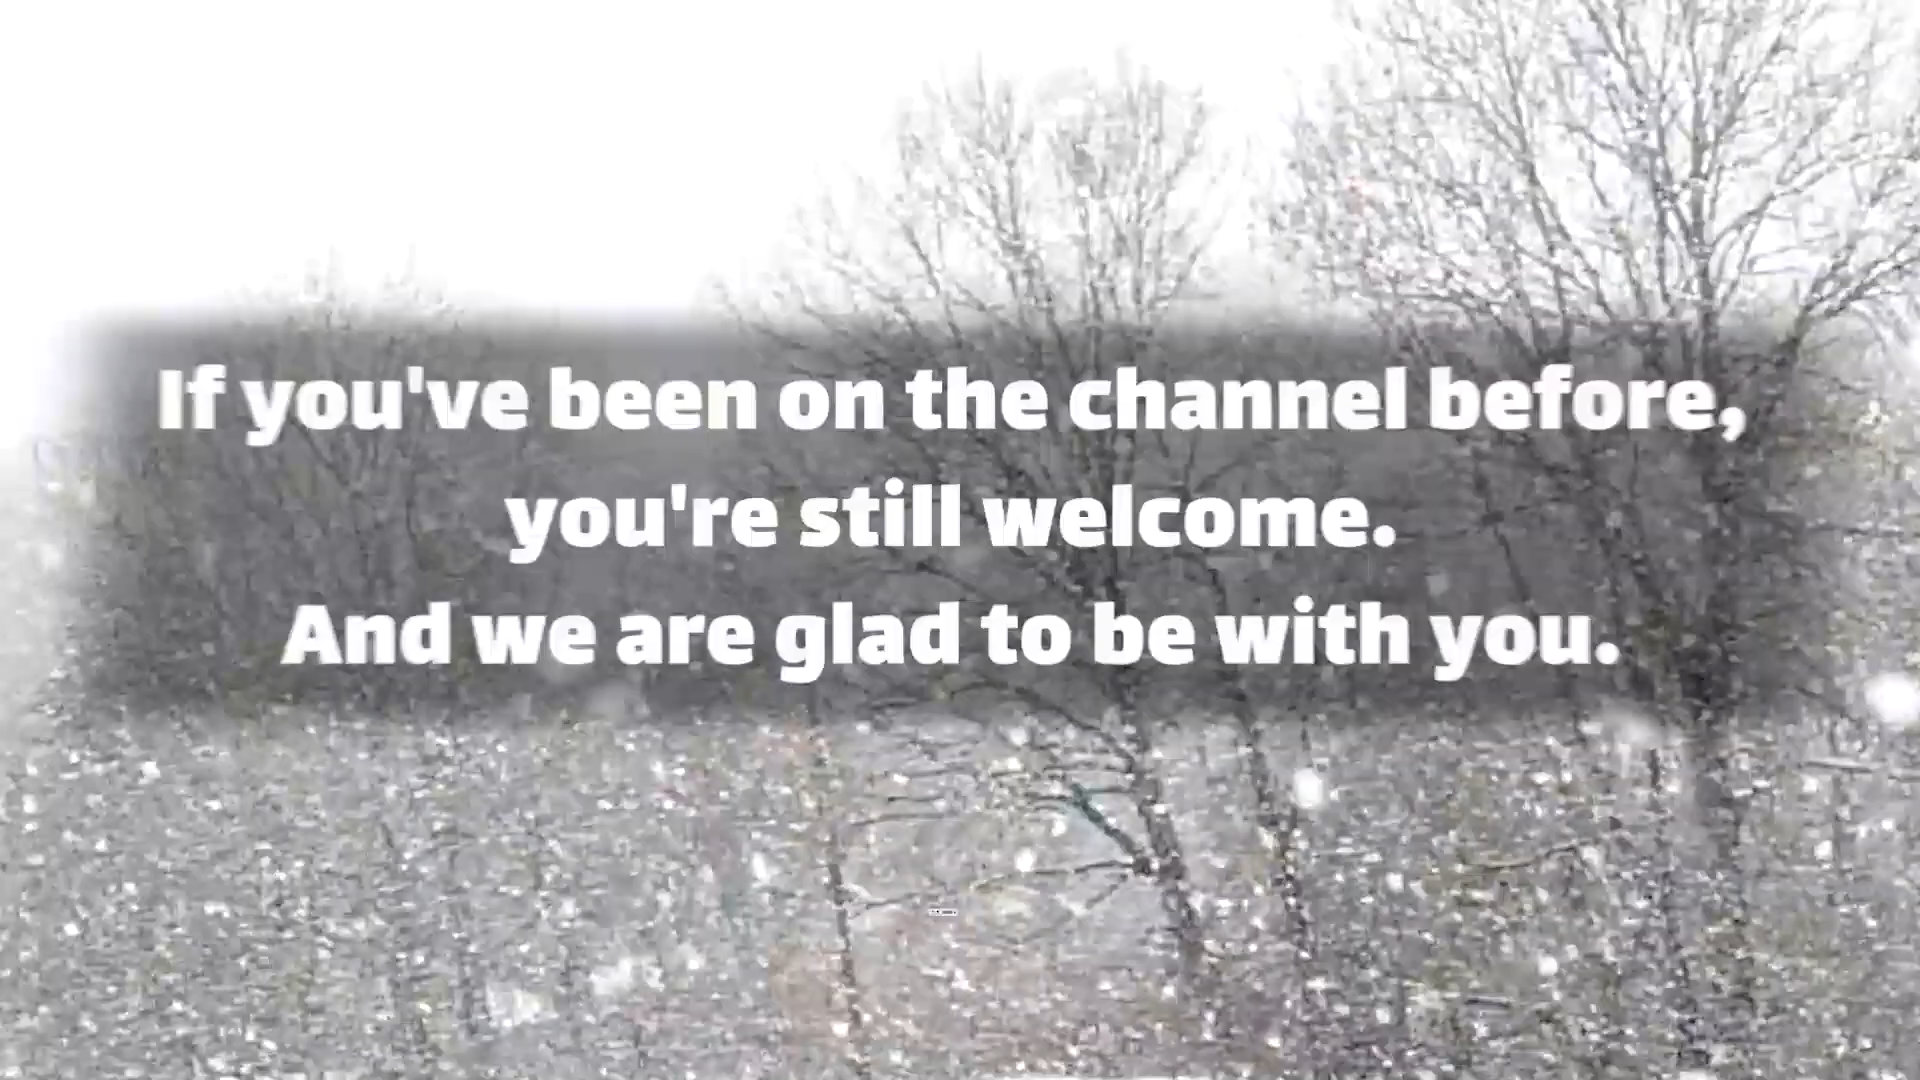 If you've been on the channel before,
you're still welcome.
And we are glad to be with you.